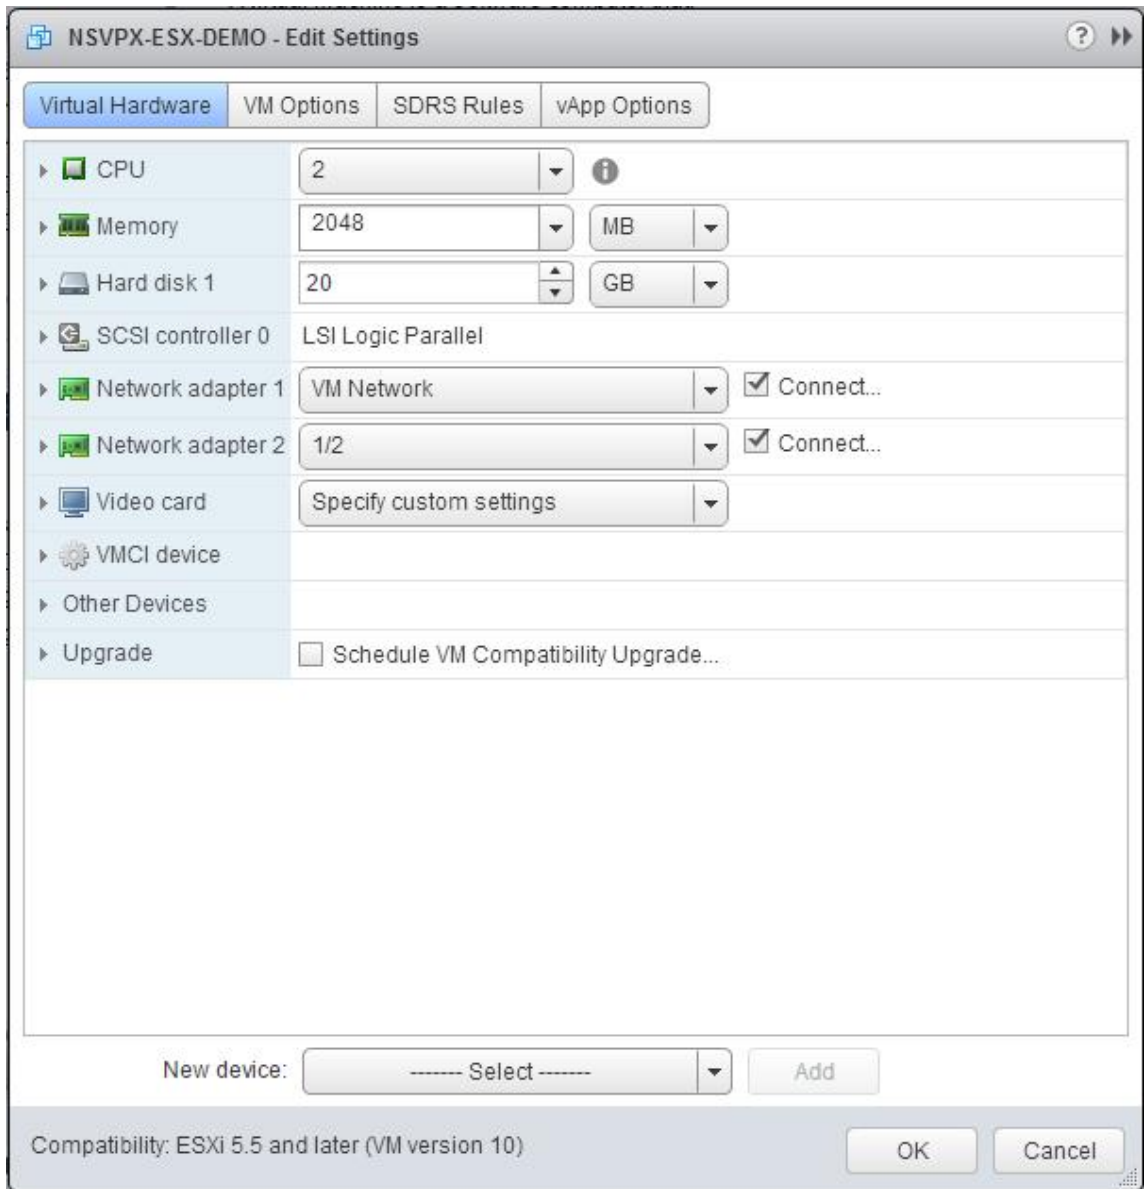 NSVPX-ESX-DEMO - Edit Settings
Virtual Hardware VM Options SDRS Rules vApp Options
CPU 2
Memory 2048 MB
Hard disk 1 20 GB
SCSI controller 0 LSI Logic Parallel
Network adapter 1 VM Network Connect...
Network adapter 2 1/2 Connect...
Video card Specify custom settings
VMCI device
Other Devices
Upgrade Schedule VM Compatibility Upgrade...
New device: ------- Select ------- Add
Compatibility: ESXi 5.5 and later (VM version 10) OK Cancel